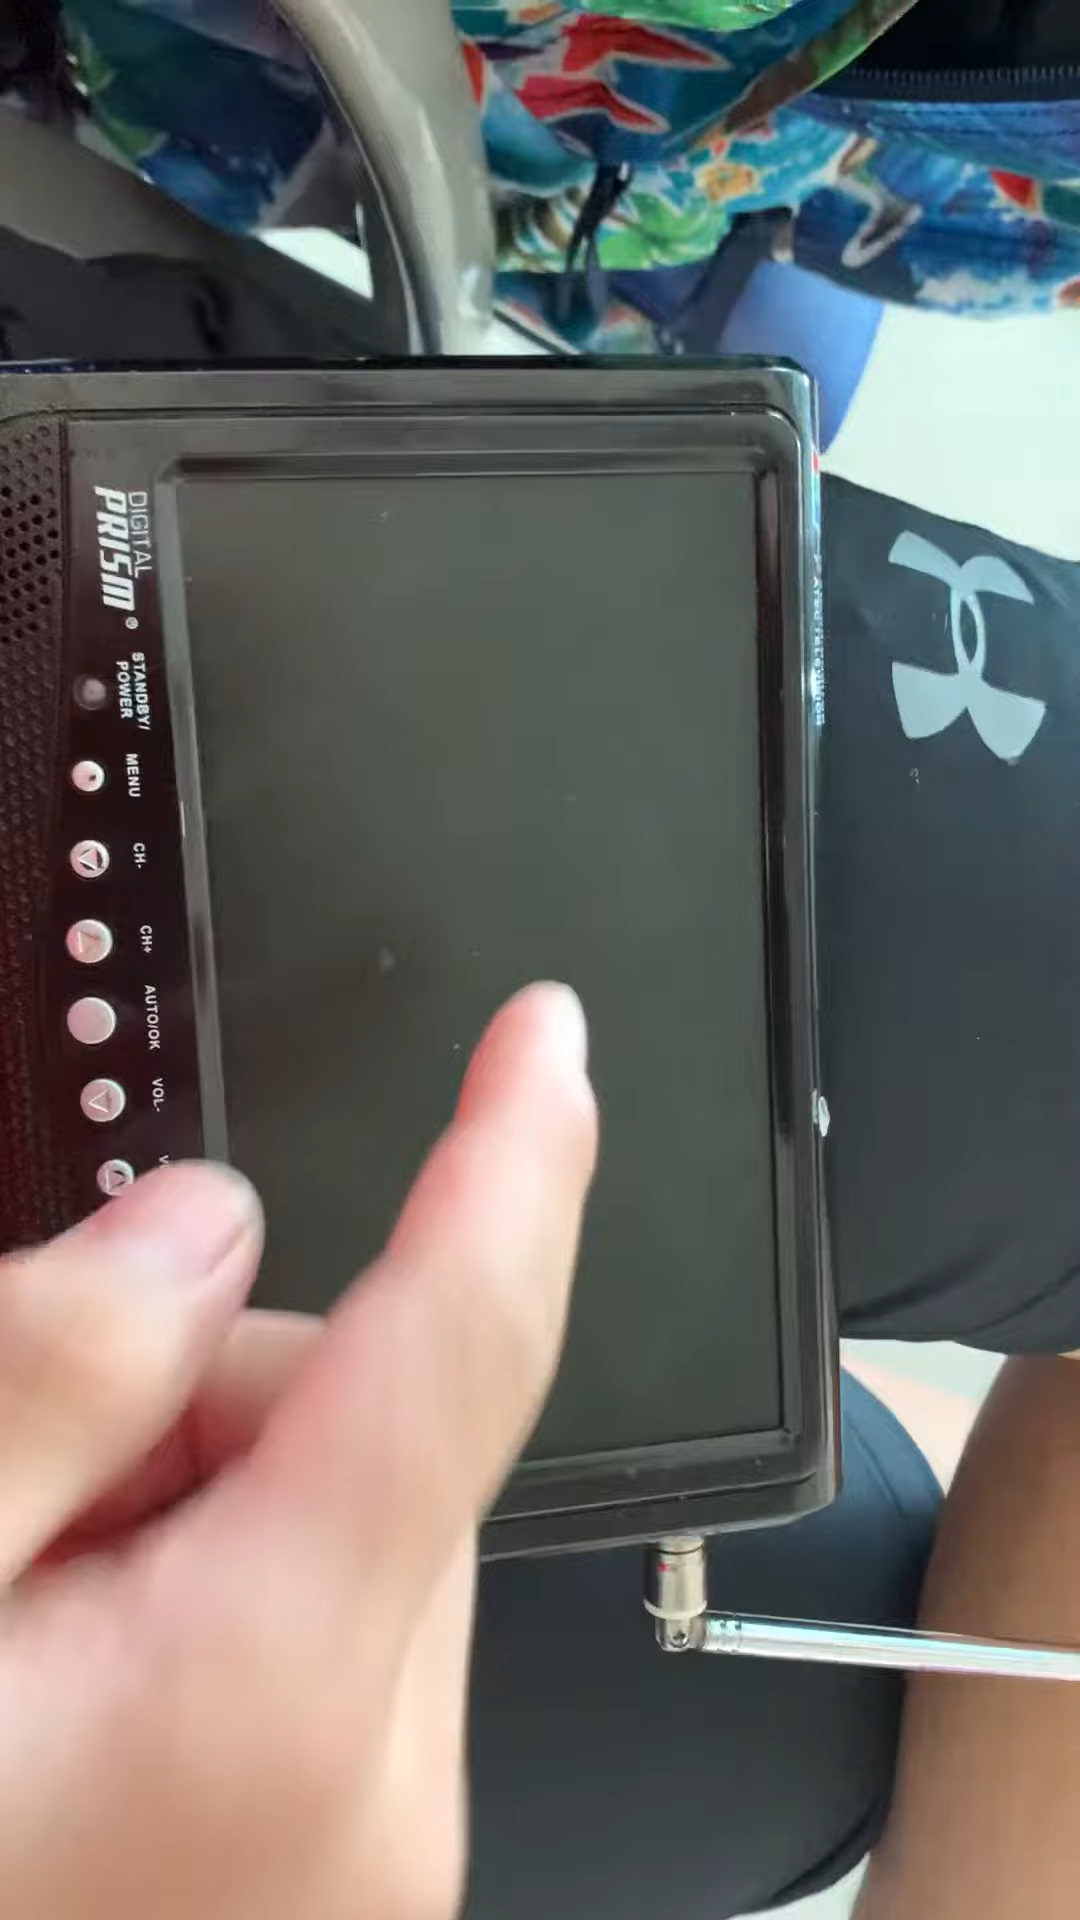 DIGITAL
PRISM®
STANDBY/
POWER
MENU
CH-
CH+
AUTO/OK
VOL-